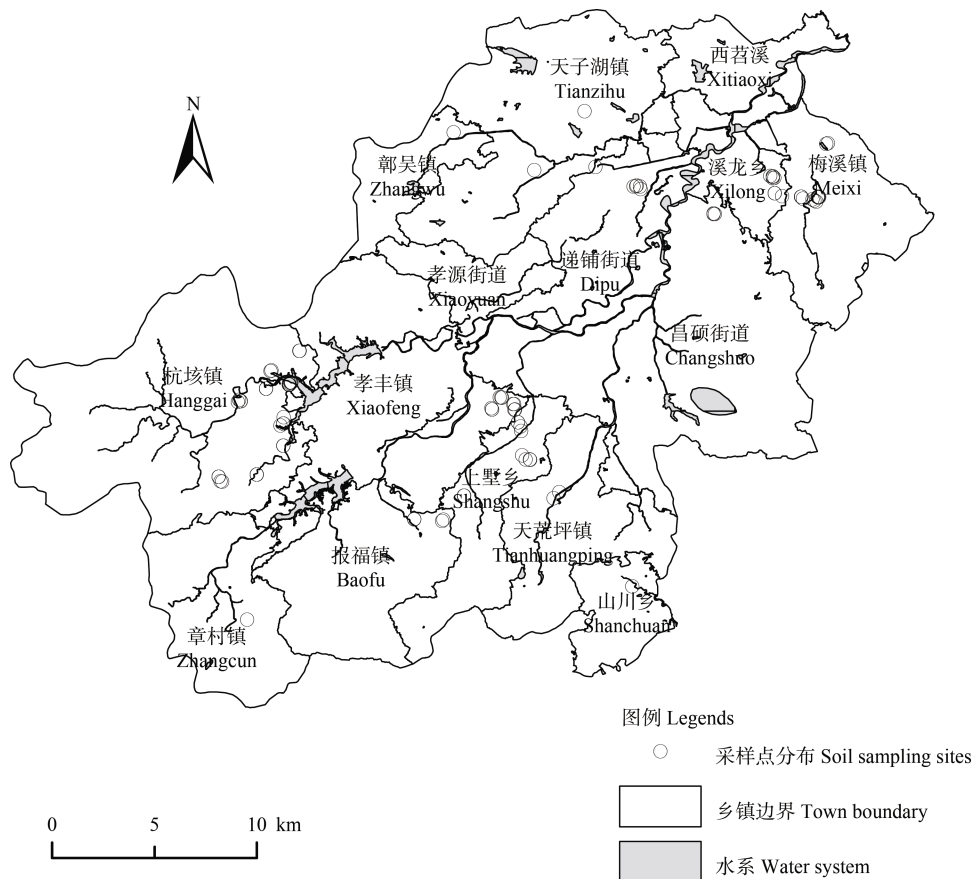 西苕溪
Xitiaoxi
天子湖镇
Tianzihu
N
鄣吴镇
Zhangwu
溪龙乡
Xilong
梅溪镇
Meixi
递铺街道
Dipu
孝源街道
Xiaoyuan
昌硕街道
Changshuo
杭垓镇
Hanggai
孝丰镇
Xiaofeng
上墅乡
Shangshu
天荒坪镇
Tianhuangping
报福镇
Baofu
山川乡
Shanchuan
章村镇
Zhangcun
图例 Legends
采样点分布 Soil sampling sites
乡镇边界 Town boundary
水系 Water system
0 5 10 km